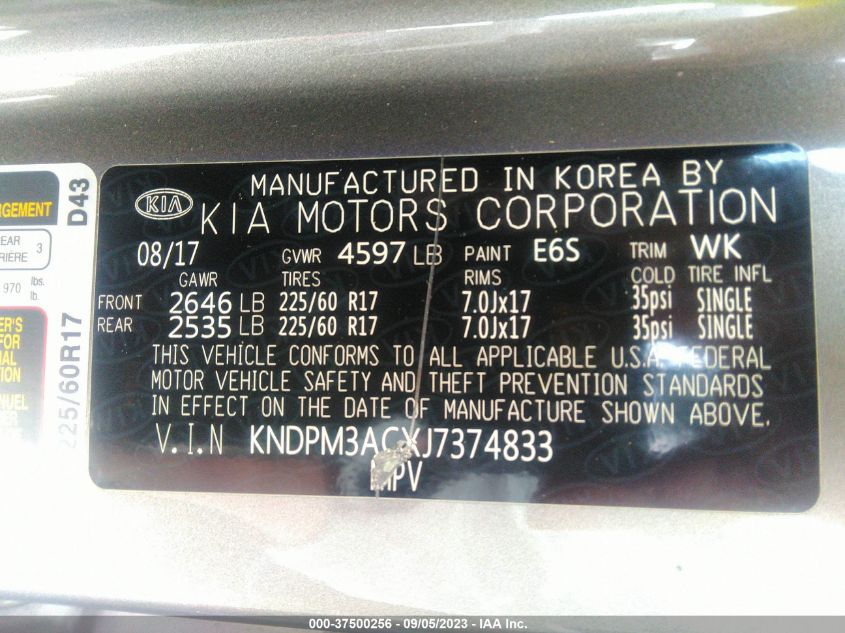 MANUFACTURED IN KOREA BY
KIA KIA MOTORS CORPORATION
08/17 GVWR 4597 LB PAINT E6S TRIM WK
GAWR TIRES RIMS COLD TIRE INFL
FRONT 2646 LB 225/60 R17 7.0Jx17 35psi SINGLE
REAR 2535 LB 225/60 R17 7.0Jx17 35psi SINGLE
THIS VEHICLE CONFORMS TO ALL APPLICABLE U.S.A. FEDERAL
MOTOR VEHICLE SAFETY AND THEFT PREVENTION STANDARDS
IN EFFECT ON THE DATE OF MANUFACTURE SHOWN ABOVE.
V.I.N KNDPM3ACXJ7374833
MPV
D43
225/60R17
3
970 lbs.
lb.
000-37500256 - 09/05/2023 - IAA Inc.